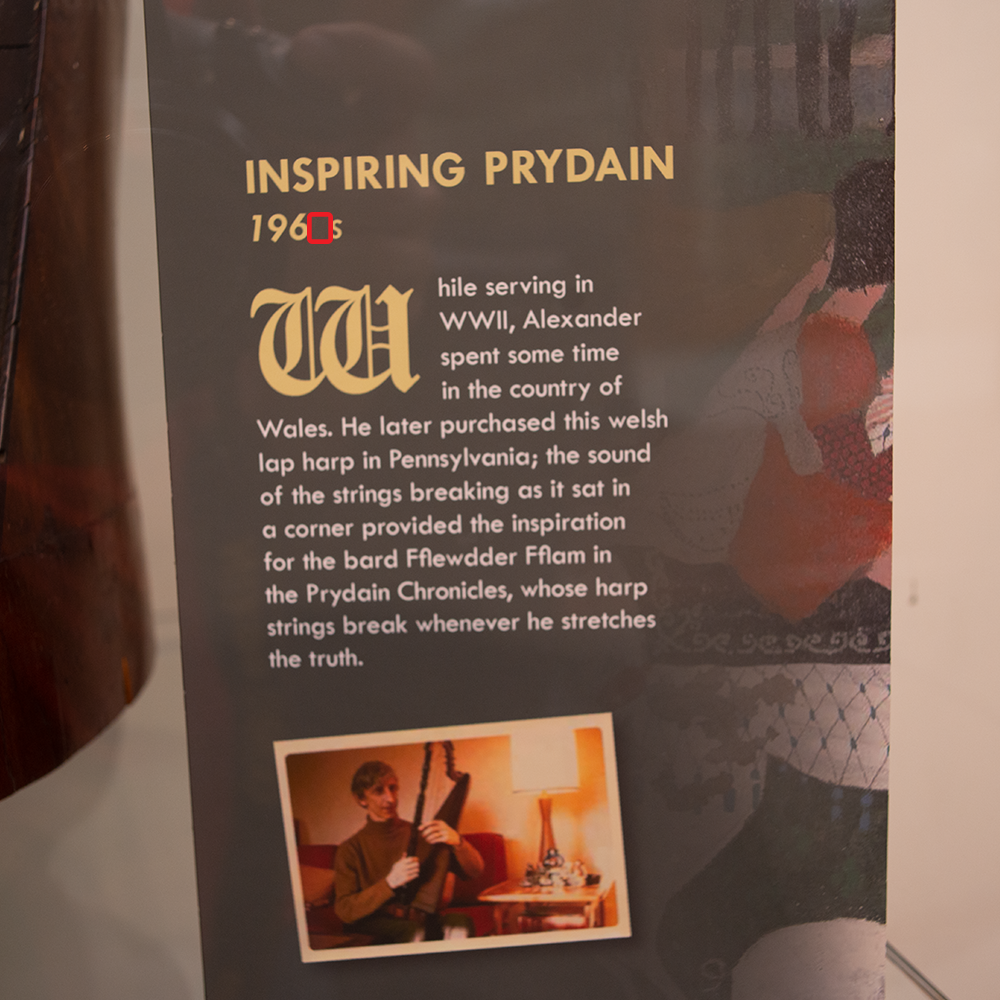 INSPIRING PRYDAIN
While serving in
WWII, Alexander
spent some time
in the country of
Wales. He later purchased this welsh
lap harp in Pennsylvania; the sound
of the strings breaking as it sat in
a corner provided the inspiration
for the bard Fflewdder Fflam in
the Prydain Chronicles, whose harp
strings break whenever he stretches
the truth.